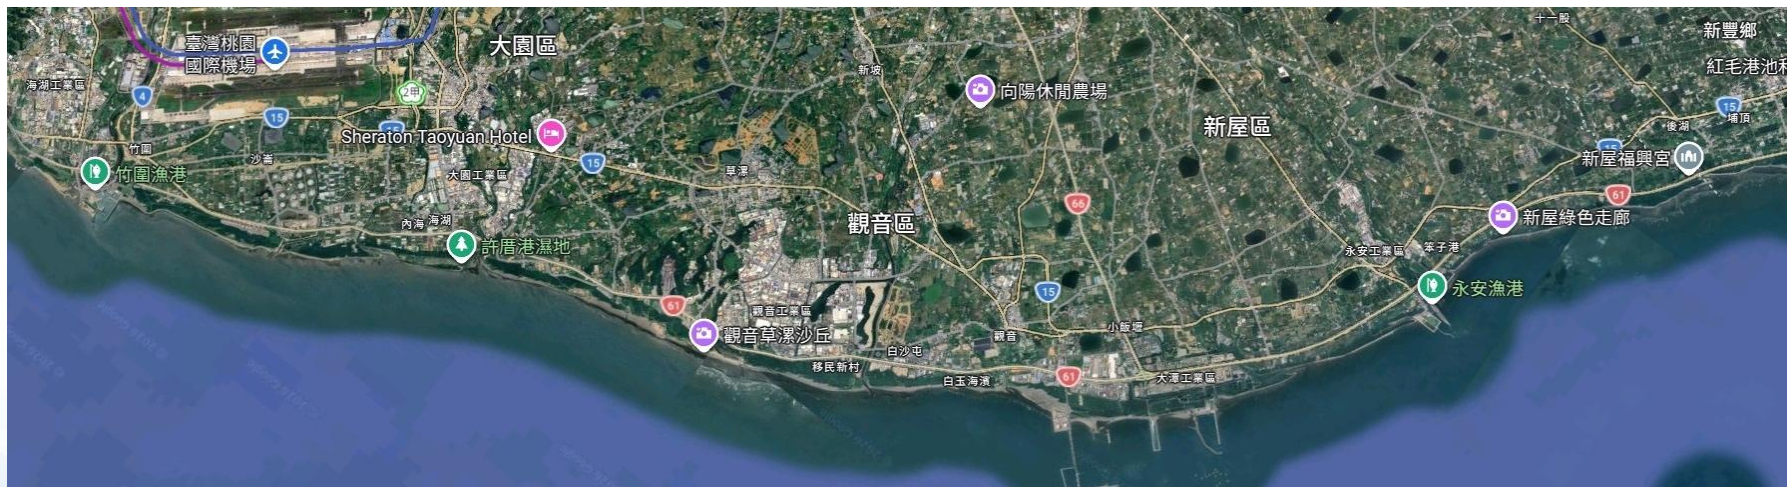 十一股
新豐鄉
臺灣桃園
國際機場
大園區
新坡
紅毛港池和
海湖工業區
4
2甲
向陽休閒農場
15
15
15
埔頂
後湖
新屋區
Sheraton Taoyuan Hotel
竹圍
沙崙
15
15
新屋福興宮
竹圍漁港
大園工業區
草漯
61
66
內海
海湖
觀音區
新屋綠色走廊
許厝港濕地
永安工業區
笨子港
61
15
永安漁港
觀音工業區
觀音草漯沙丘
小飯壢
觀音
白沙屯
移民新村
白玉海濱
61
大潭工業區